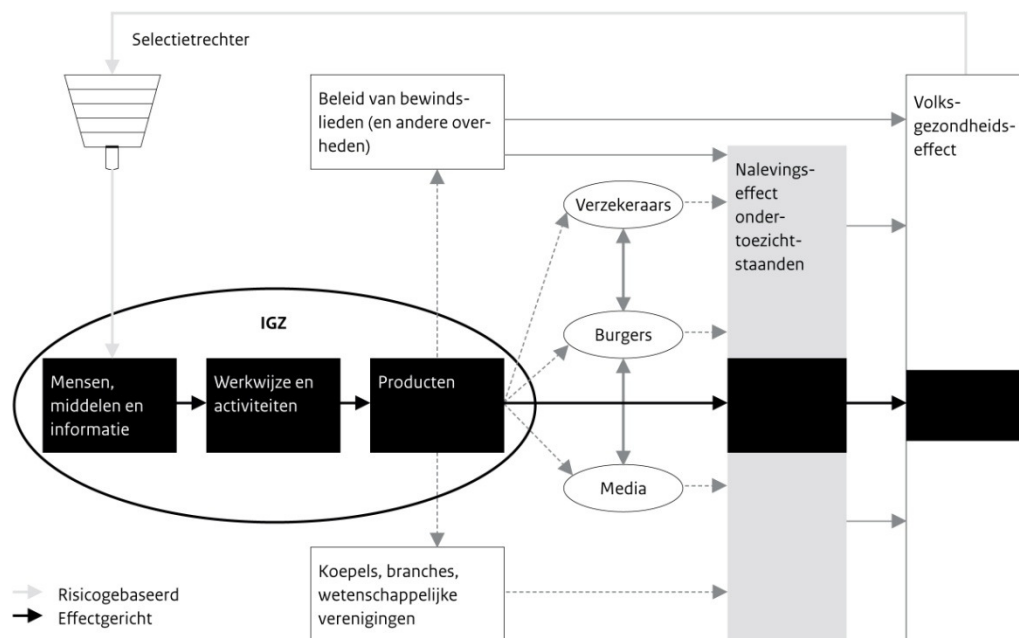 Selectietrechter
Beleid van bewinds-
lieden (en andere over-
heden)
Volks-
gezondheids-
effect
Nalevings-
effect
onder-
toezicht-
staanden
Verzekeraars
IGZ
Burgers
Mensen,
middelen en
informatie
Werkwijze en
activiteiten
Producten
Media
Koepels, branches,
wetenschappelijke
verenigingen
Risicogebaseerd
Effectgericht